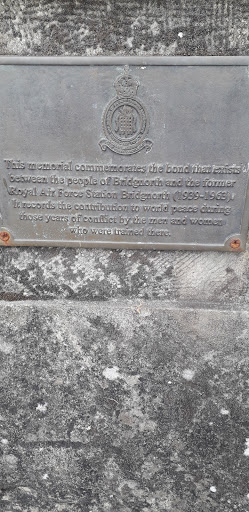 This memorial commemorates the bond that exists
between the people of Bridgnorth and the former
Royal Air Force Station Bridgnorth (1939-1963).
It records the contribution to world peace during
those years of conflict by the men and women
who were trained there.